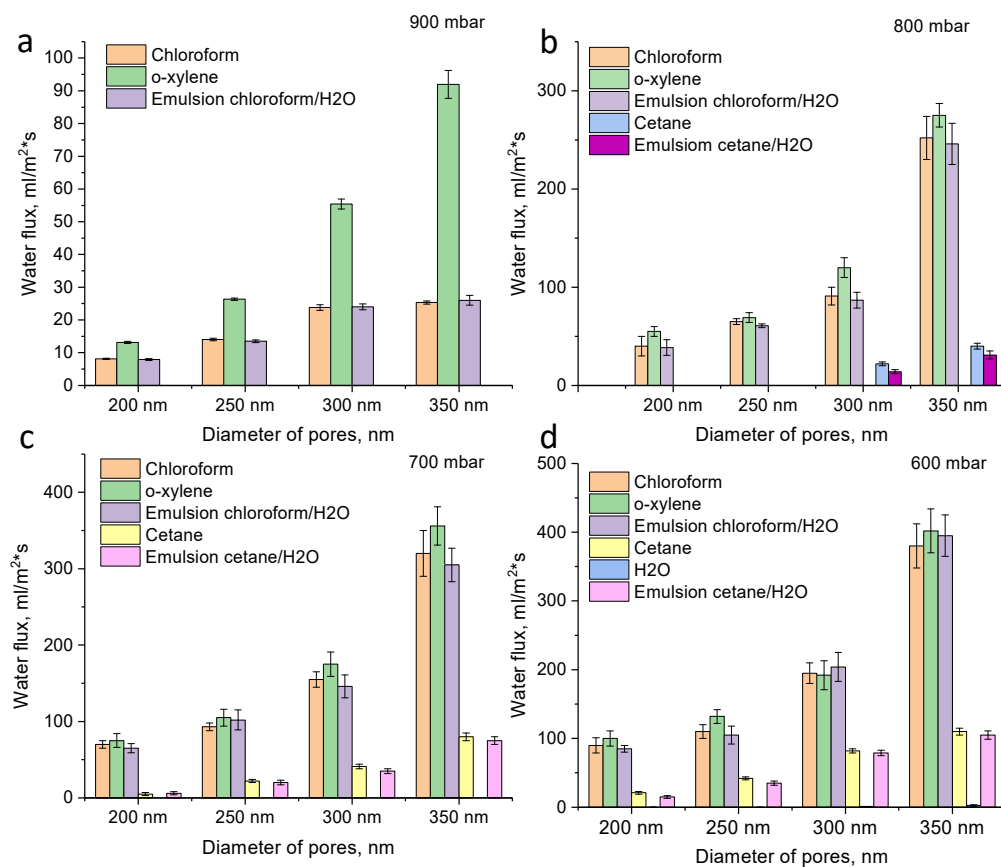 a
900 mbar
Chloroform
o-xylene
Emulsion chloroform/H2O
Water flux, ml/m²*s
100
90
80
70
60
50
40
30
20
10
0
200 nm 250 nm 300 nm 350 nm
Diameter of pores, nm
b
800 mbar
Chloroform
o-xylene
Emulsion chloroform/H2O
Cetane
Emulsiom cetane/H2O
Water flux, ml/m²*s
300
200
100
0
200 nm 250 nm 300 nm 350 nm
Diameter of pores, nm
c
700 mbar
Chloroform
o-xylene
Emulsion chloroform/H2O
Cetane
Emulsion cetane/H2O
Water flux, ml/m²*s
400
300
200
100
0
200 nm 250 nm 300 nm 350 nm
Diameter of pores, nm
d
600 mbar
Chloroform
o-xylene
Emulsion chloroform/H2O
Cetane
H2O
Emulsion cetane/H2O
Water flux, ml/m²*s
500
400
300
200
100
0
200 nm 250 nm 300 nm 350 nm
Diameter of pores, nm